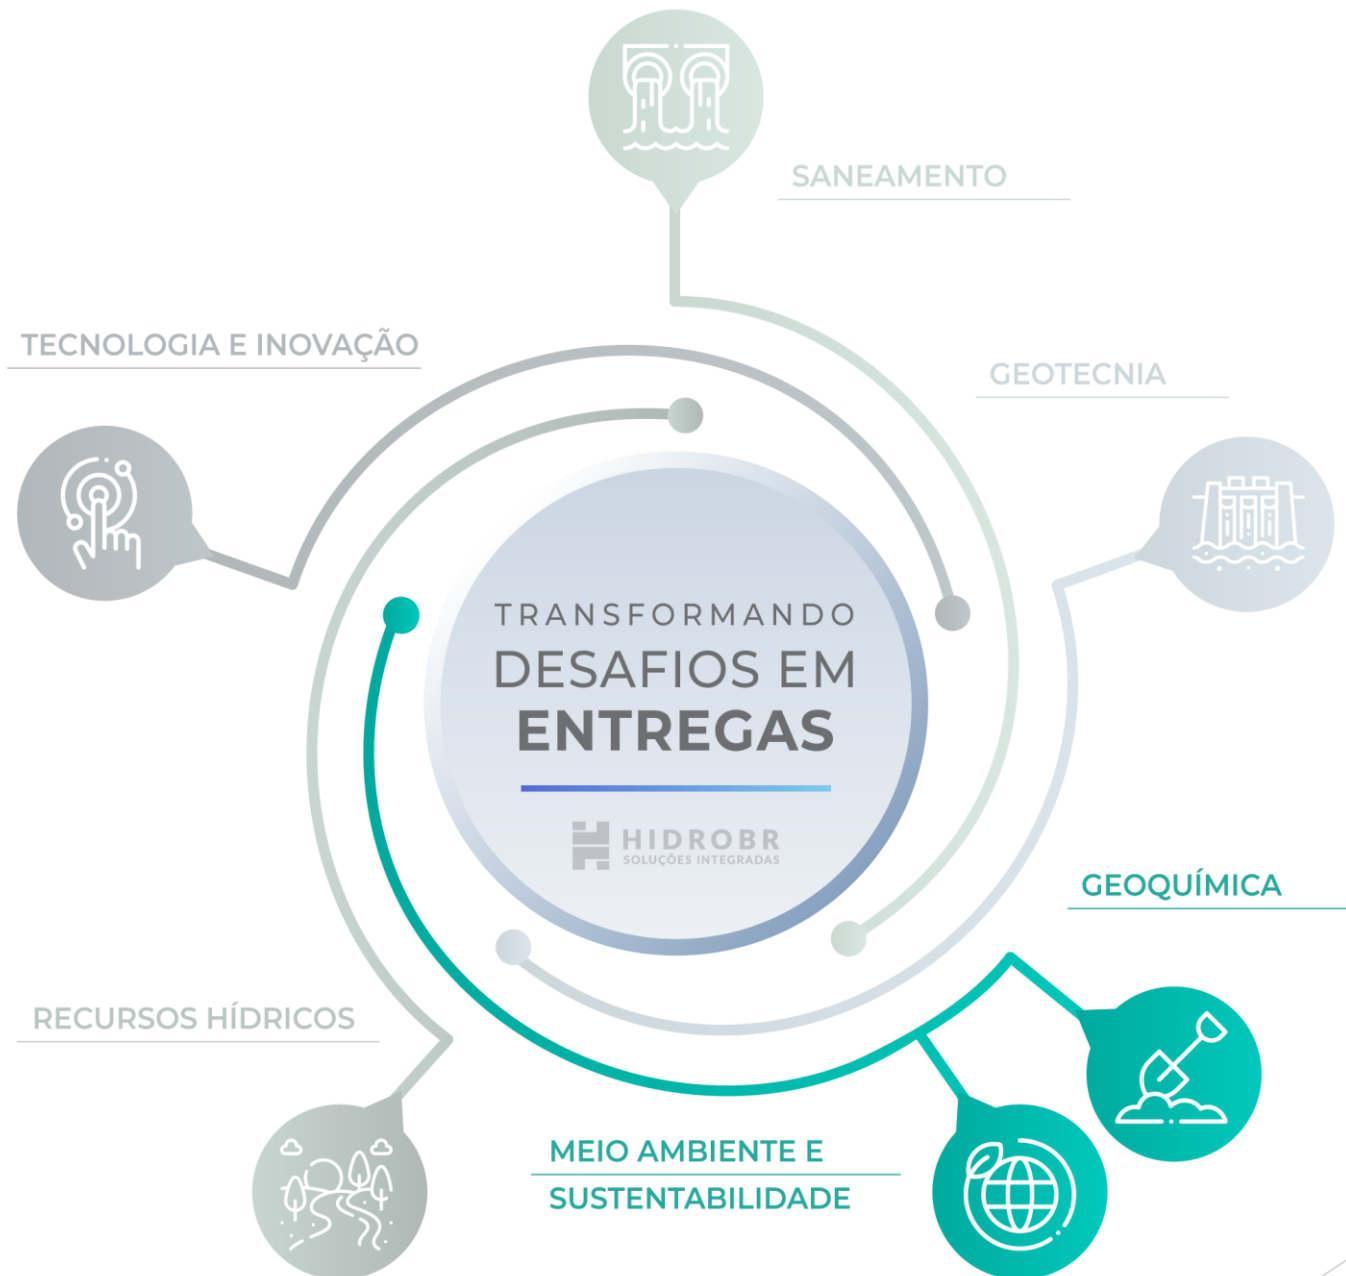 SANEAMENTO
TECNOLOGIA E INOVAÇÃO
GEOTECNIA
TRANSFORMANDO
DESAFIOS EM
ENTREGAS
HIDROBR
SOLUÇÕES INTEGRADAS
GEOQUÍMICA
RECURSOS HÍDRICOS
MEIO AMBIENTE E
SUSTENTABILIDADE